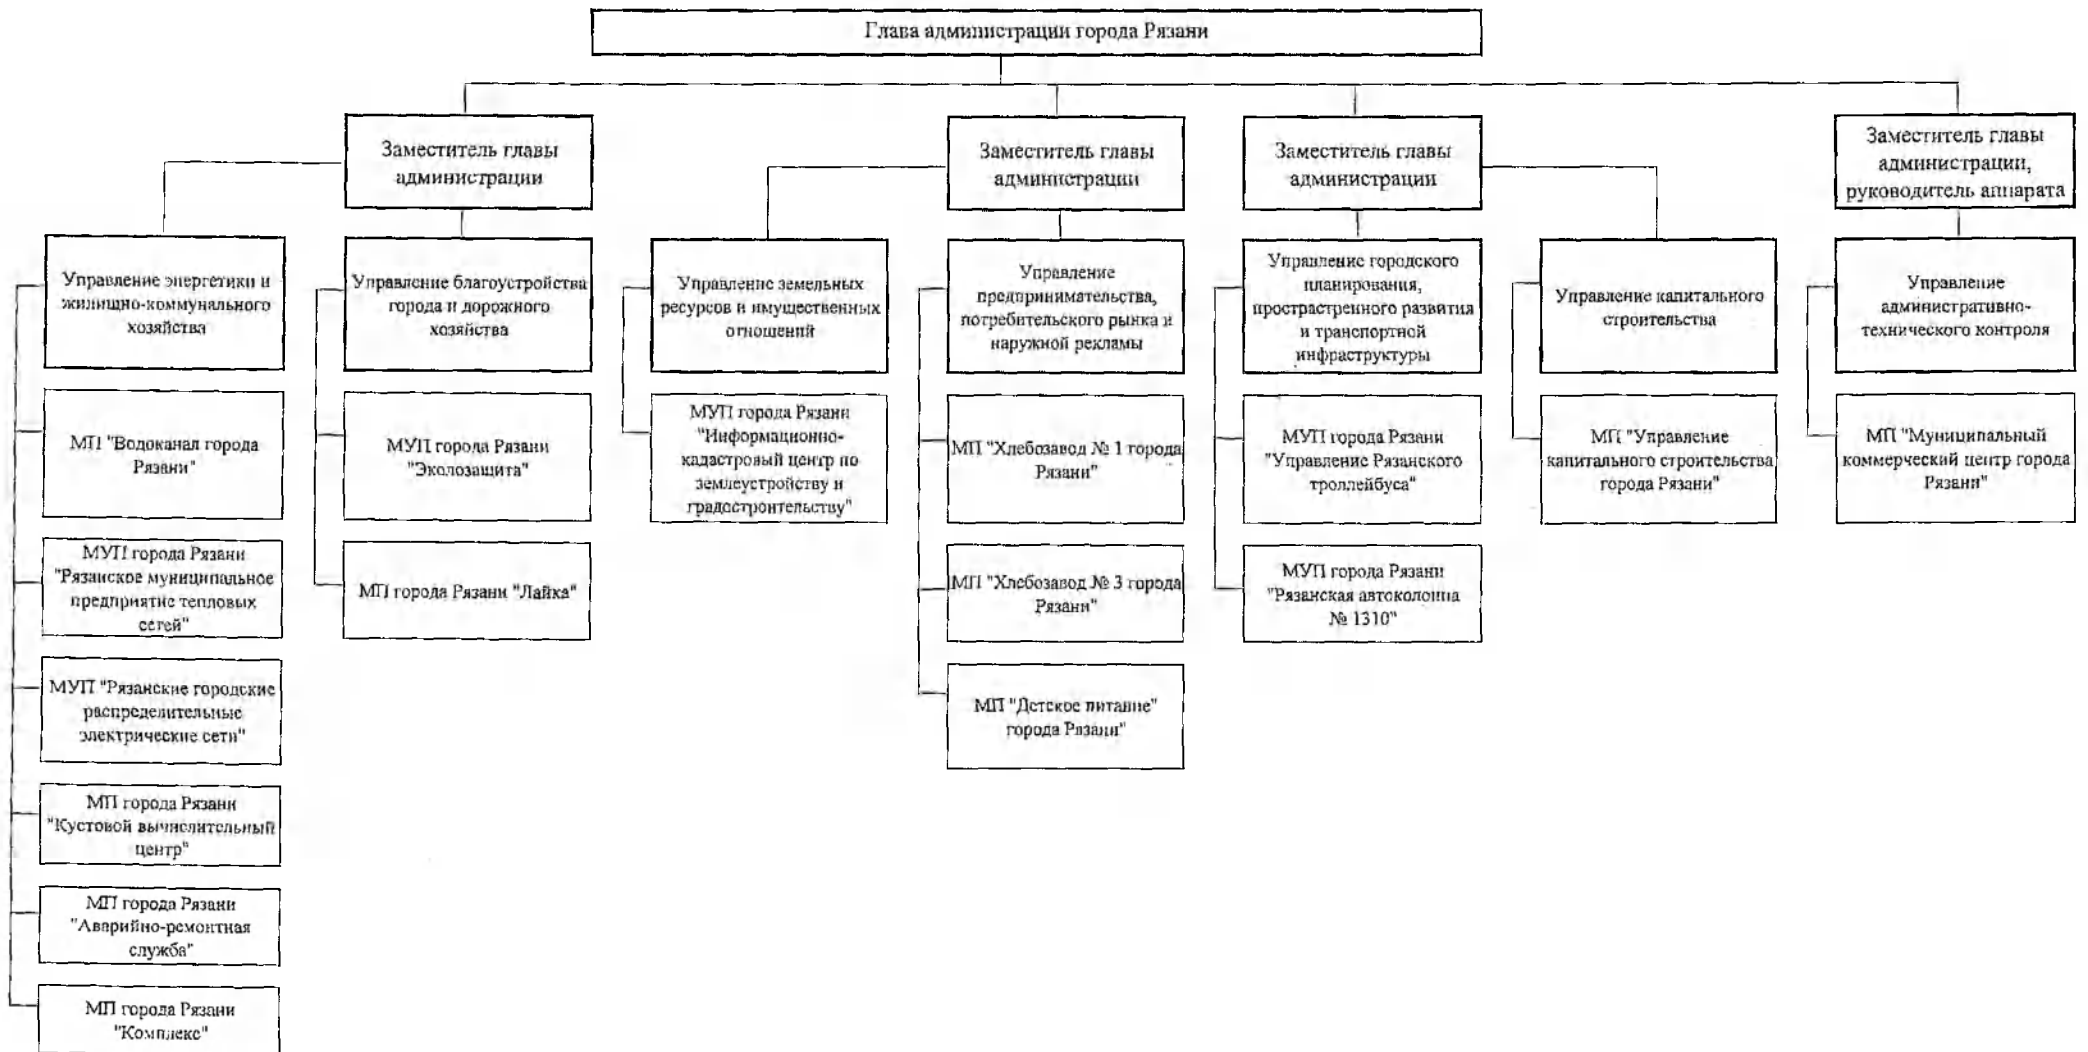 Глава администрации города Рязани
Заместитель главы
администрации
Заместитель главы
администрации
Заместитель главы
администрации
Заместитель главы
администрации,
руководитель аппарата
Управление энергетики и
жилищно-коммунального
хозяйства
Управление благоустройства
города и дорожного
хозяйства
Управление земельных
ресурсов и имущественных
отношений
Управление
предпринимательства,
потребительского рынка и
наружной рекламы
Управление городского
планирования,
прострастренного развития
и транспортной
инфраструктуры
Управление капитального
строительства
Управление
административно-
технического контроля
МП "Водоканал города
Рязани"
МУП города Рязани
"Эколозащита"
МУП города Рязани
"Информационно-
кадастровый центр по
землеустройству и
градостроительству"
МП "Хлебозавод № 1 города
Рязани"
МУП города Рязани
"Управление Рязанского
троллейбуса"
МП "Управление
капитального строительства
города Рязани"
МП "Муниципальный
коммерческий центр города
Рязани"
МУП города Рязани
"Рязанское муниципальное
предприятие тепловых
сетей"
МП города Рязани "Лайка"
МП "Хлебозавод № 3 города
Рязани"
МУП города Рязани
"Рязанская автоколонна
№ 1310"
МУП "Рязанские городские
распределительные
электрические сети"
МП "Детское питание"
города Рязани"
МП города Рязани
"Кустовой вычислительный
центр"
МП города Рязани
"Аварийно-ремонтная
служба"
МП города Рязани
"Комплекс"